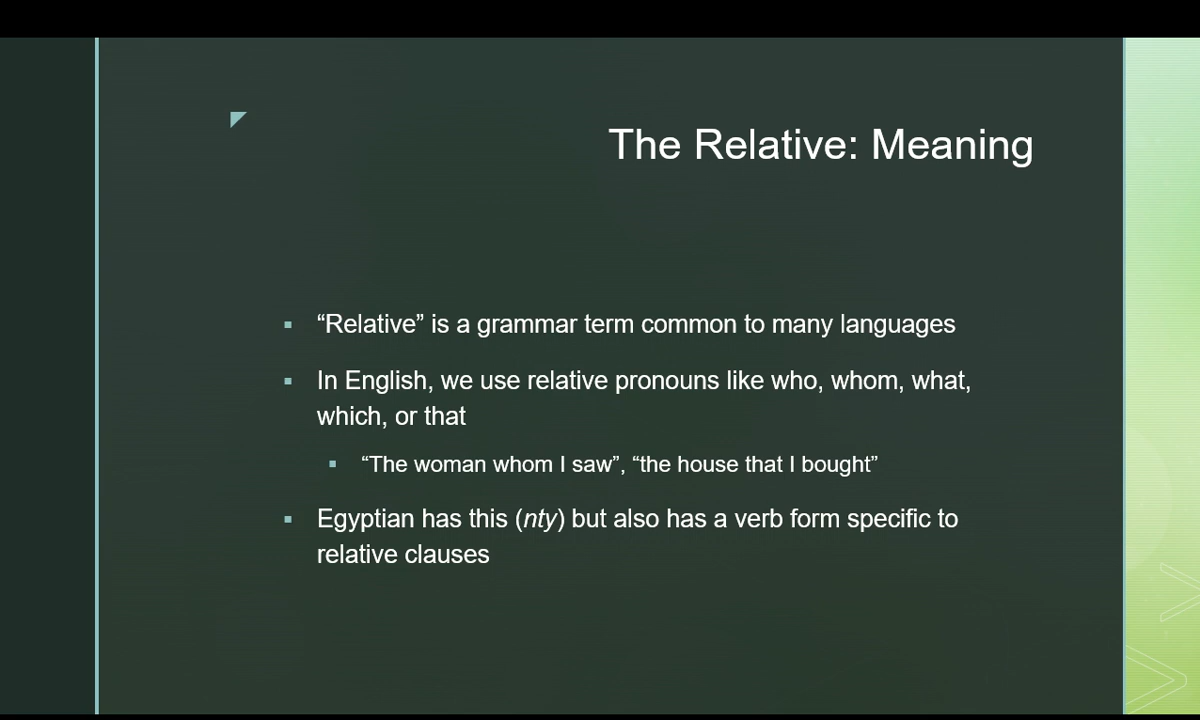 The Relative: Meaning
“Relative” is a grammar term common to many languages
In English, we use relative pronouns like who, whom, what,
which, or that
“The woman whom I saw”, “the house that I bought”
Egyptian has this (nty) but also has a verb form specific to
relative clauses